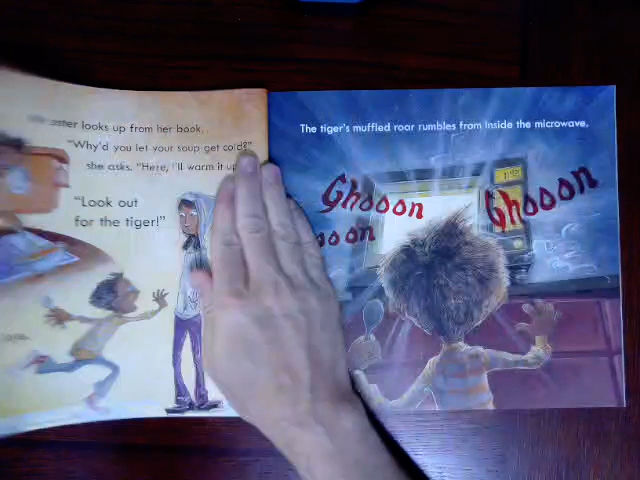 ster looks up from her book.
"Why'd you let your soup get cold?"
she asks. "Here, I'll warm it up
"Look out
for the tiger!"
The tiger's muffled roar rumbles from inside the microwave.
Ghooon
Ghooon
ooon